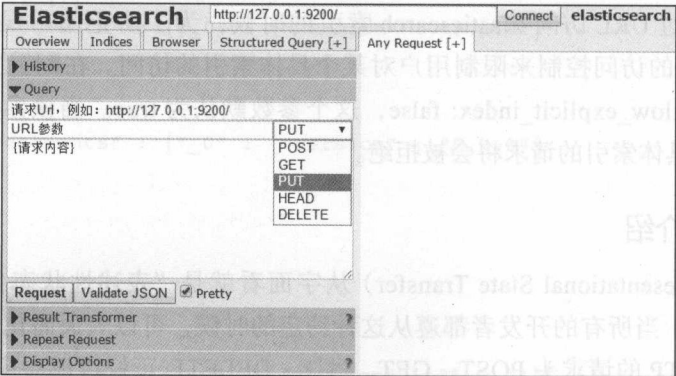 Elasticsearch http://127.0.0.1:9200/ Connect elasticsearch
Overview Indices Browser Structured Query [+] Any Request [+]
History
Query
请求Url，例如：http://127.0.0.1:9200/
URL参数 PUT
{请求内容}
POST
GET
PUT
HEAD
DELETE
Request Validate JSON Pretty
Result Transformer ?
Repeat Request
Display Options ?